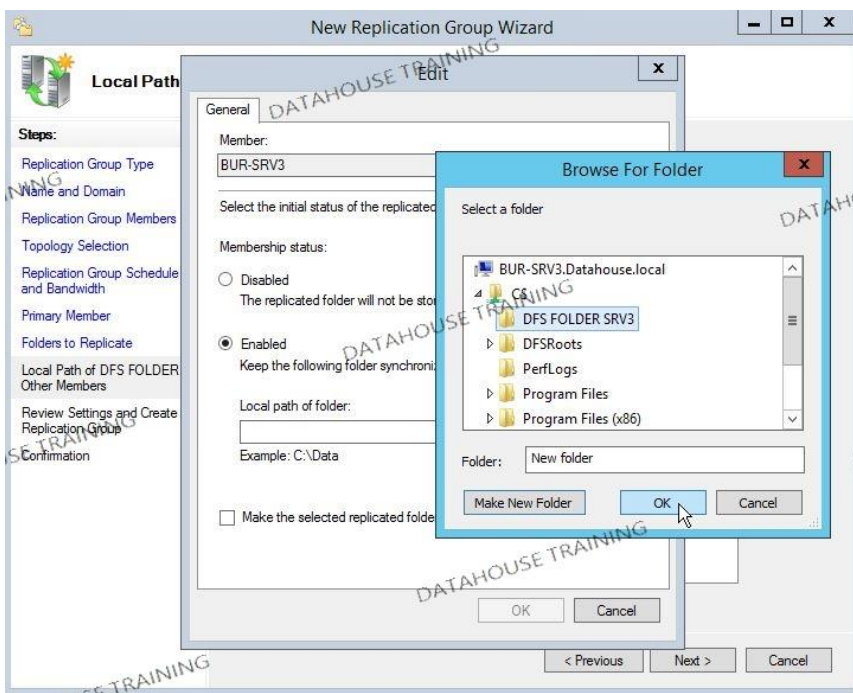 New Replication Group Wizard
Local Path
Steps:
Replication Group Type
Name and Domain
Replication Group Members
Topology Selection
Replication Group Schedule
and Bandwidth
Primary Member
Folders to Replicate
Local Path of DFS FOLDER
Other Members
Review Settings and Create
Replication Group
Confirmation
Edit
General
Member:
BUR-SRV3
Select the initial status of the replicated
Membership status:
Disabled
The replicated folder will not be
Enabled
Keep the following folder
Local path of folder:
Example: C:\Data
Make the selected replicated
OK
Cancel
Browse For Folder
Select a folder
BUR-SRV3.Datahouse.local
C$
DFS FOLDER SRV3
DFSRoots
PerfLogs
Program Files
Program Files (x86)
Folder: New folder
Make New Folder
OK
Cancel
< Previous
Next >
Cancel
DATAHOUSE TRAINING
DATAHOUSE TRAINING
DATAHOUSE TRAINING